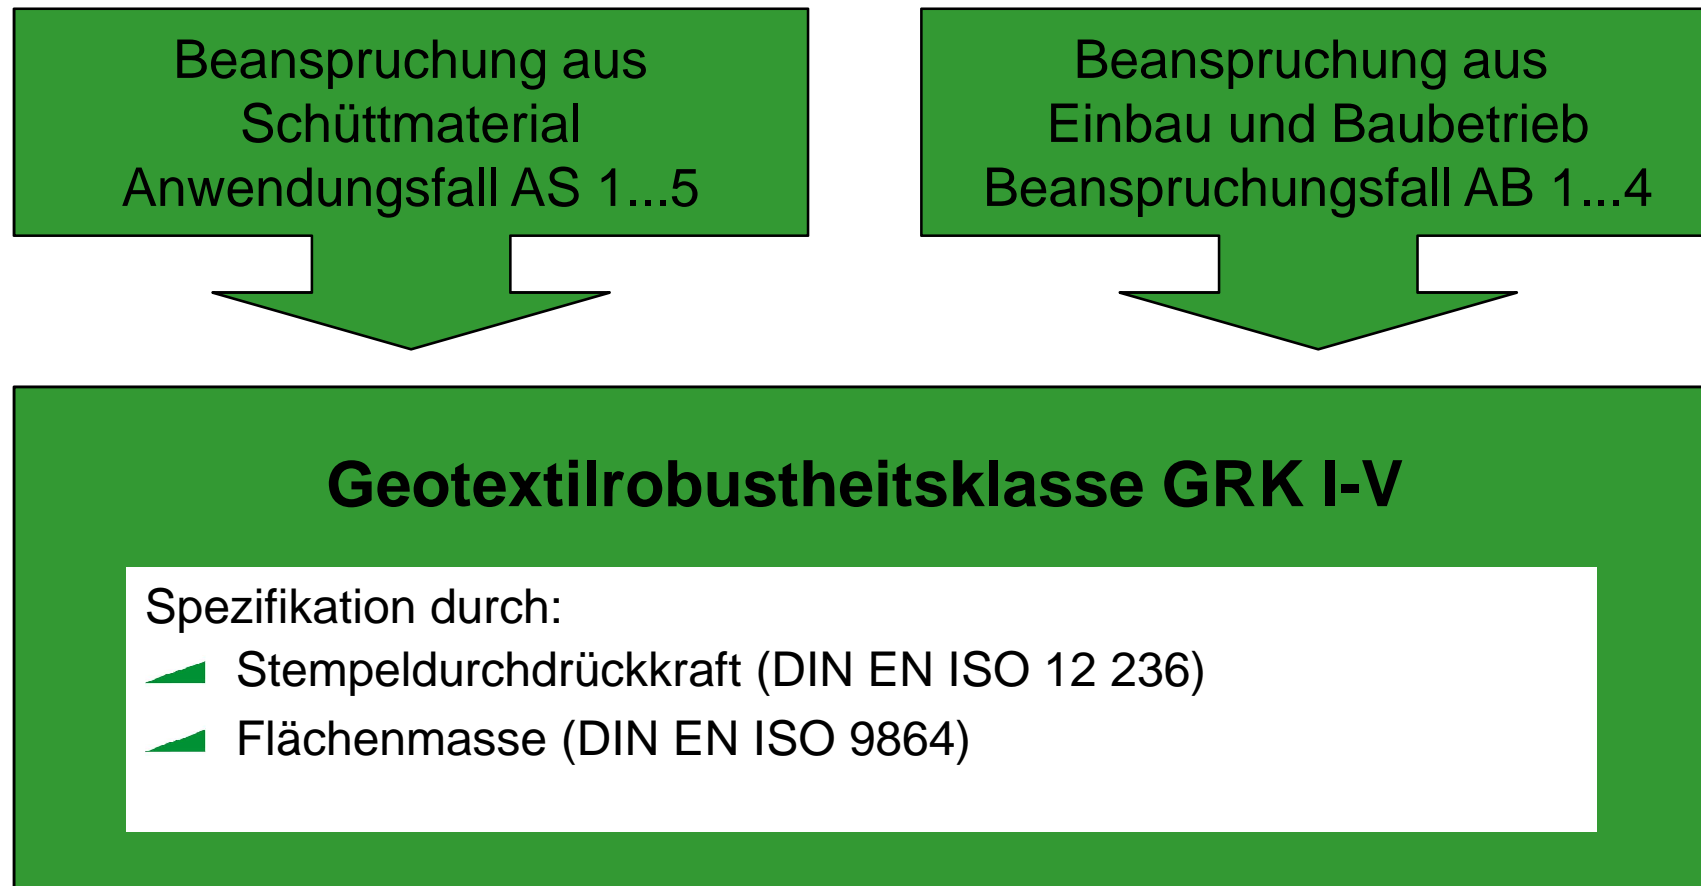 Beanspruchung aus
Schüttmaterial
Anwendungsfall AS 1...5
Beanspruchung aus
Einbau und Baubetrieb
Beanspruchungsfall AB 1...4
Geotextilrobustheitsklasse GRK I-V
Spezifikation durch:
Stempeldurchdrückkraft (DIN EN ISO 12 236)
Flächenmasse (DIN EN ISO 9864)